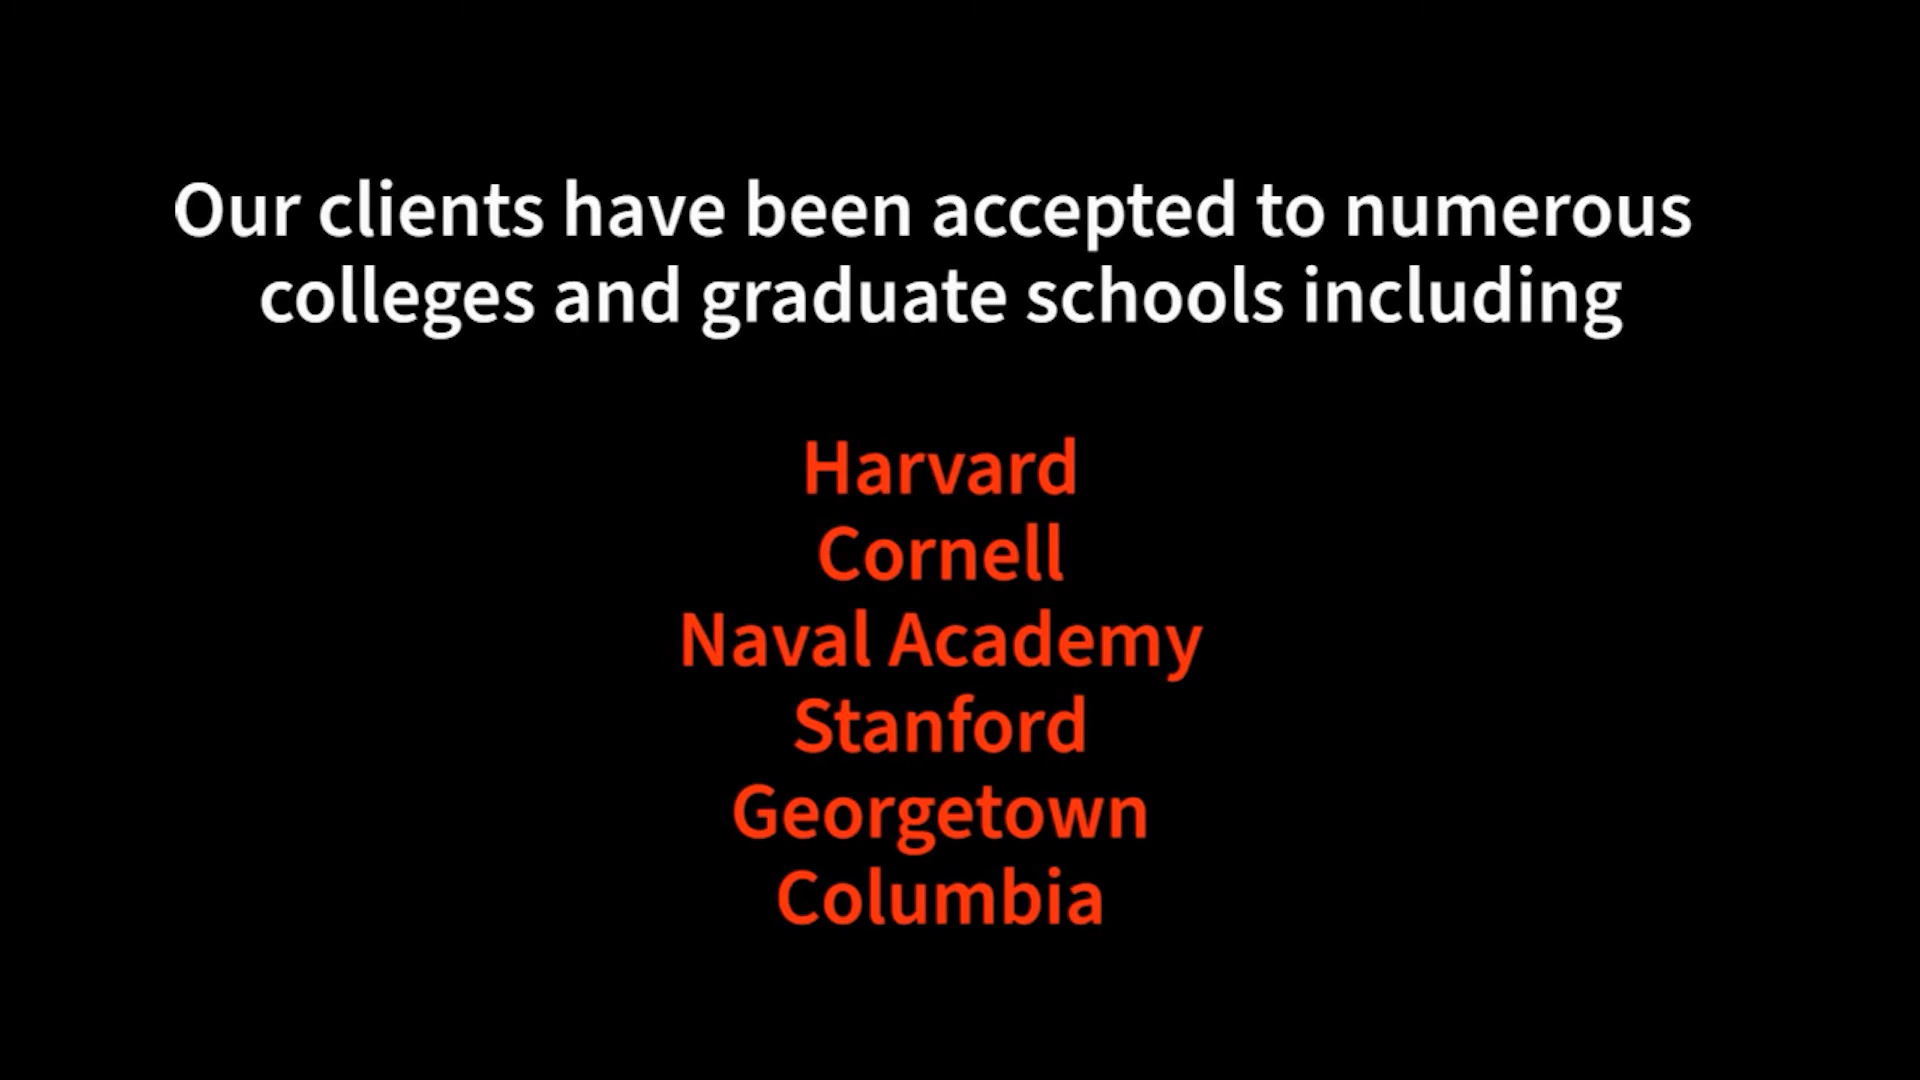 Our clients have been accepted to numerous
colleges and graduate schools including
Harvard
Cornell
Naval Academy
Stanford
Georgetown
Columbia